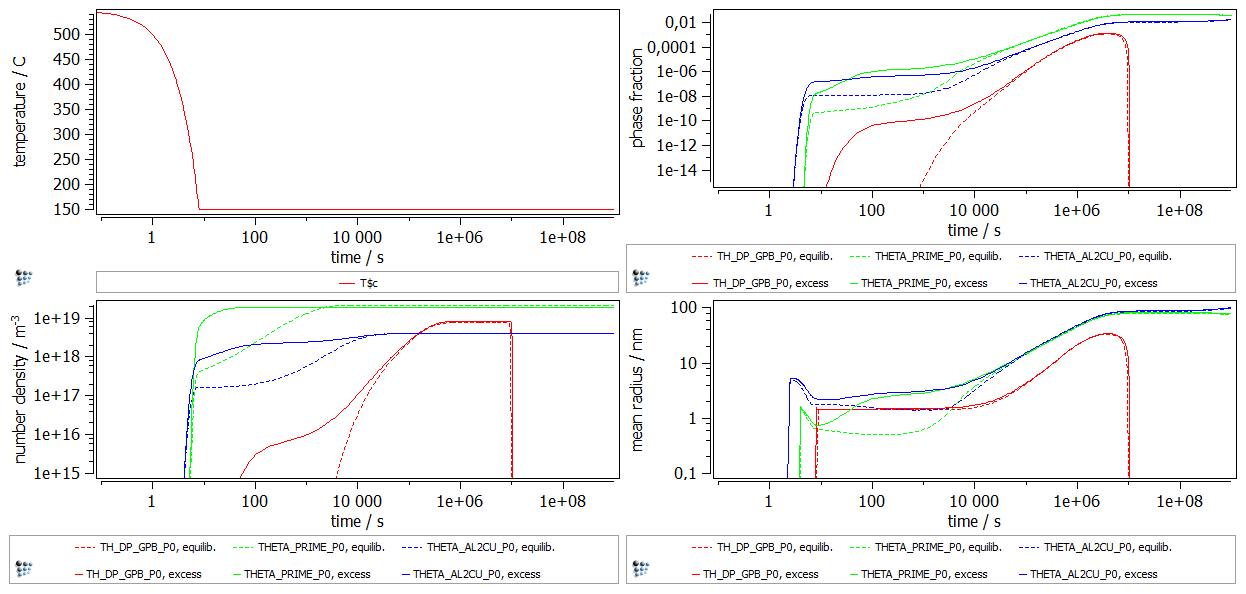 temperature / C
500
450
400
350
300
250
200
150
1
100
10 000
1e+06
1e+08
time / s
T$c
phase fraction
0,01
0,0001
1e-06
1e-08
1e-10
1e-12
1e-14
1
100
10 000
1e+06
1e+08
time / s
TH_DP_GPB_P0, equilib. THETA_PRIME_P0, equilib. THETA_AL2CU_P0, equilib.
TH_DP_GPB_P0, excess THETA_PRIME_P0, excess THETA_AL2CU_P0, excess
number density / m-3
1e+19
1e+18
1e+17
1e+16
1e+15
1
100
10 000
1e+06
1e+08
time / s
TH_DP_GPB_P0, equilib. THETA_PRIME_P0, equilib. THETA_AL2CU_P0, equilib.
TH_DP_GPB_P0, excess THETA_PRIME_P0, excess THETA_AL2CU_P0, excess
mean radius / nm
100
10
1
0,1
1
100
10 000
1e+06
1e+08
time / s
TH_DP_GPB_P0, equilib. THETA_PRIME_P0, equilib. THETA_AL2CU_P0, equilib.
TH_DP_GPB_P0, excess THETA_PRIME_P0, excess THETA_AL2CU_P0, excess